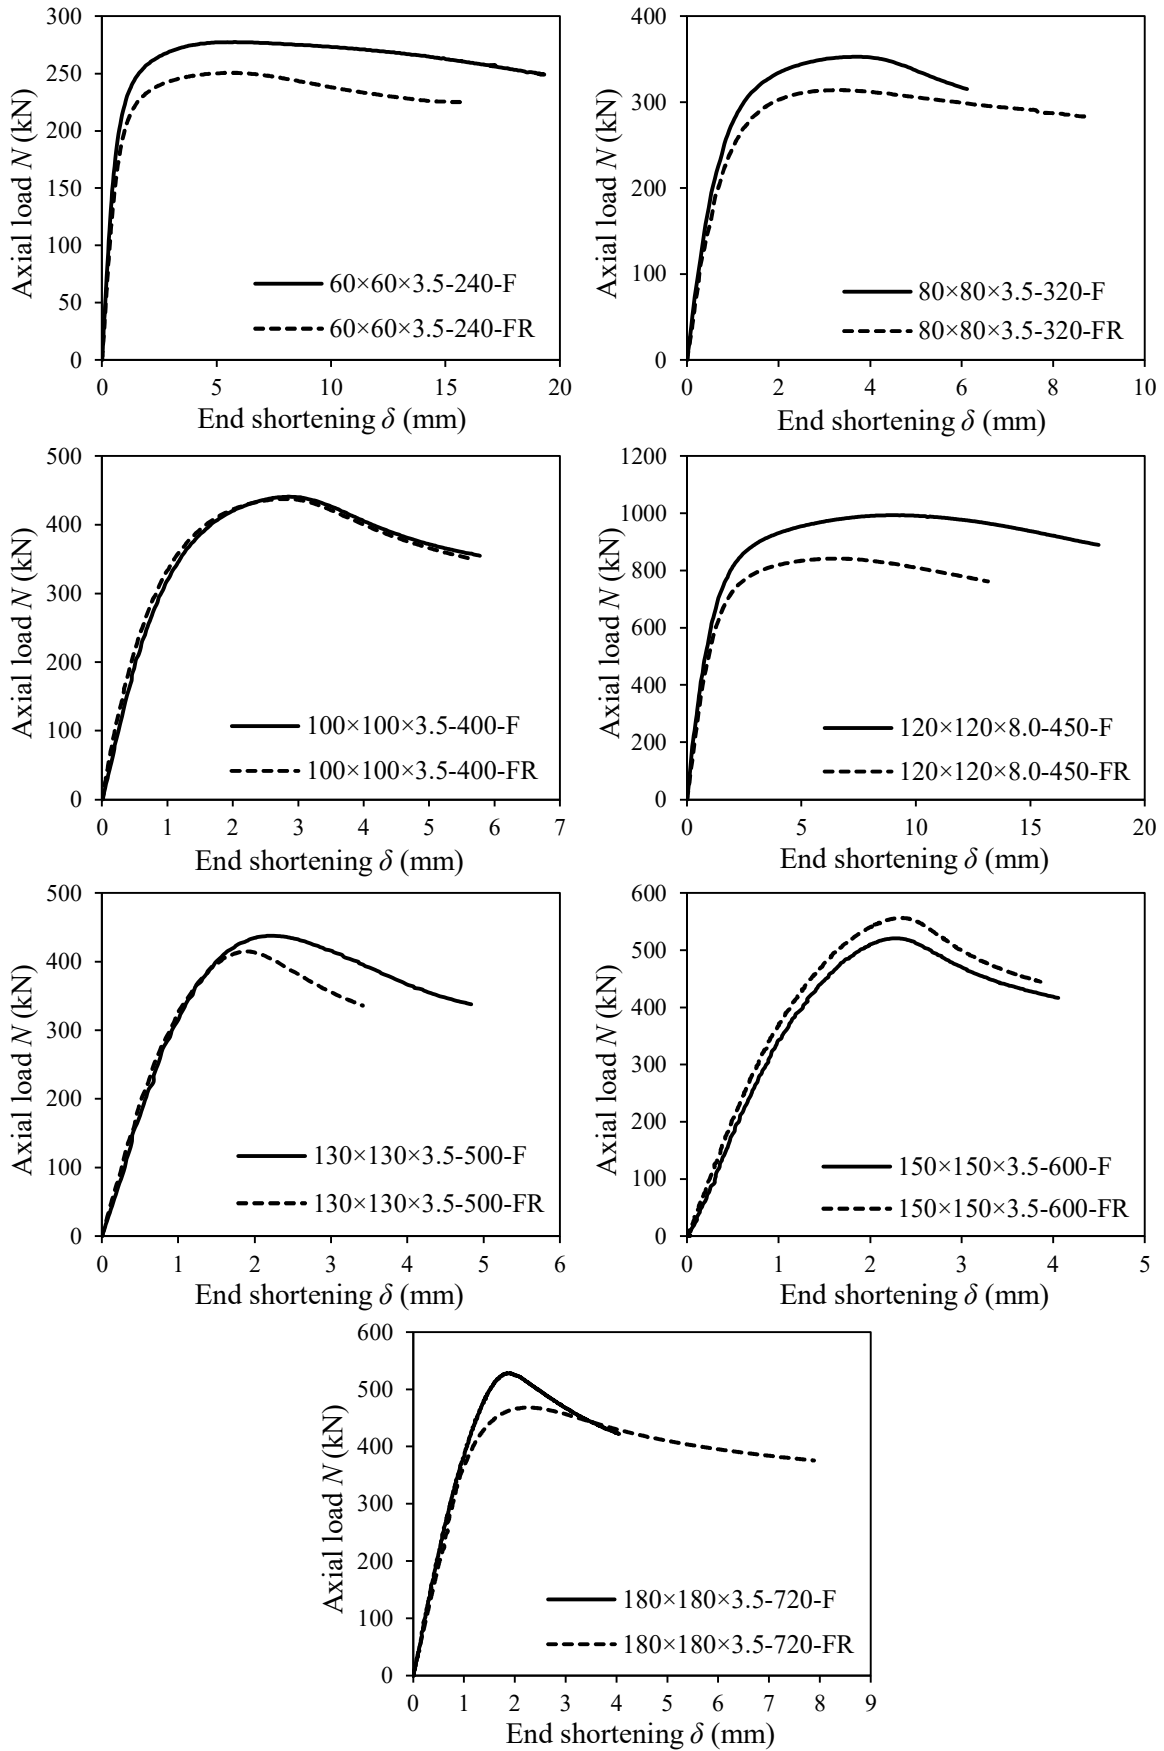 300
250
200
150
100
50
0
Axial load N (kN)
60×60×3.5-240-F
60×60×3.5-240-FR
0 5 10 15 20
End shortening δ (mm)
400
300
200
100
0
Axial load N (kN)
80×80×3.5-320-F
80×80×3.5-320-FR
0 2 4 6 8 10
End shortening δ (mm)
500
400
300
200
100
0
Axial load N (kN)
100×100×3.5-400-F
100×100×3.5-400-FR
0 1 2 3 4 5 6 7
End shortening δ (mm)
1200
1000
800
600
400
200
0
Axial load N (kN)
120×120×8.0-450-F
120×120×8.0-450-FR
0 5 10 15 20
End shortening δ (mm)
500
400
300
200
100
0
Axial load N (kN)
130×130×3.5-500-F
130×130×3.5-500-FR
0 1 2 3 4 5 6
End shortening δ (mm)
600
500
400
300
200
100
0
Axial load N (kN)
150×150×3.5-600-F
150×150×3.5-600-FR
0 1 2 3 4 5
End shortening δ (mm)
600
500
400
300
200
100
0
Axial load N (kN)
180×180×3.5-720-F
180×180×3.5-720-FR
0 1 2 3 4 5 6 7 8 9
End shortening δ (mm)